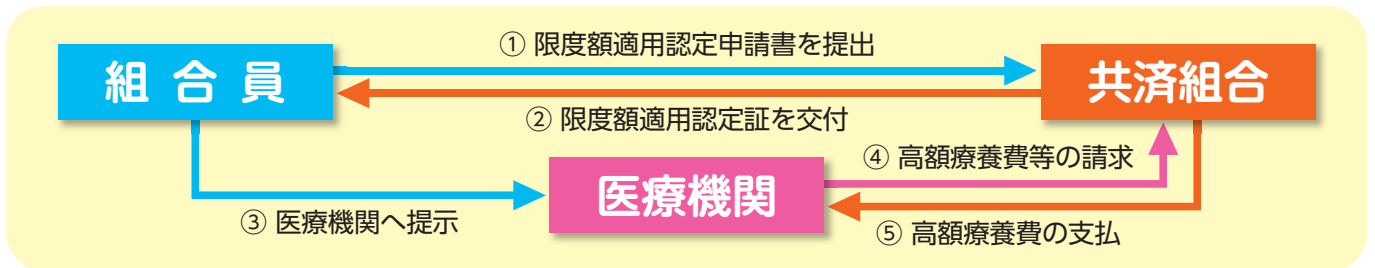 ① 限度額適用認定申請書を提出
組合員
共済組合
② 限度額適用認定証を交付
④ 高額療養費等の請求
医療機関
③ 医療機関へ提示
⑤ 高額療養費の支払